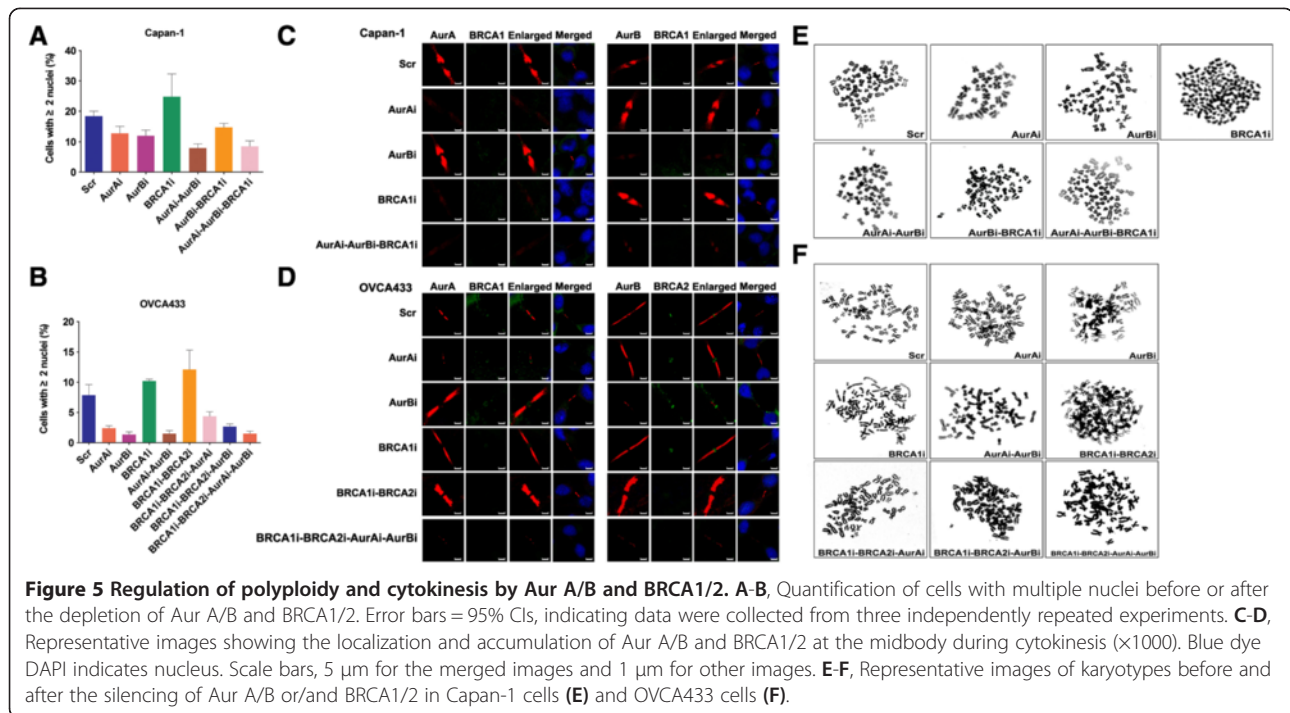 A
Capan-1
Cells with ≥ 2 nuclei (%)
40
30
20
10
0
Scr
AurAi
AurBi
BRCA1i
AurAi-AurBi
AurBi-BRCA1i
AurAi-AurBi-BRCA1i
B
OVCA433
Cells with ≥ 2 nuclei (%)
20
15
10
5
0
Scr
AurAi
AurBi
BRCA1i
AurAi-AurBi
BRCA1i-BRCA2i
BRCA1i-BRCA2i-AurAi
BRCA1i-BRCA2i-AurBi
BRCA1i-BRCA2i-AurAi-AurBi
C
Capan-1
AurA BRCA1 Enlarged Merged AurB BRCA1 Enlarged Merged
Scr
AurAi
AurBi
BRCA1i
AurAi-AurBi-BRCA1i
D
OVCA433
AurA BRCA1 Enlarged Merged AurB BRCA2 Enlarged Merged
Scr
AurAi
AurBi
BRCA1i
BRCA1i-BRCA2i
BRCA1i-BRCA2i-AurAi-AurBi
E
Scr AurAi AurBi BRCA1i
AurAi-AurBi AurBi-BRCA1i AurAi-AurBi-BRCA1i
F
Scr AurAi AurBi
BRCA1i AurAi-AurBi BRCA1i-BRCA2i
BRCA1i-BRCA2i-AurAi BRCA1i-BRCA2i-AurBi BRCA1i-BRCA2i-AurAi-AurBi
Figure 5 Regulation of polyploidy and cytokinesis by Aur A/B and BRCA1/2. A-B, Quantification of cells with multiple nuclei before or after
the depletion of Aur A/B and BRCA1/2. Error bars = 95% CIs, indicating data were collected from three independently repeated experiments. C-D,
Representative images showing the localization and accumulation of Aur A/B and BRCA1/2 at the midbody during cytokinesis (×1000). Blue dye
DAPI indicates nucleus. Scale bars, 5 μm for the merged images and 1 μm for other images. E-F, Representative images of karyotypes before and
after the silencing of Aur A/B or/and BRCA1/2 in Capan-1 cells (E) and OVCA433 cells (F).